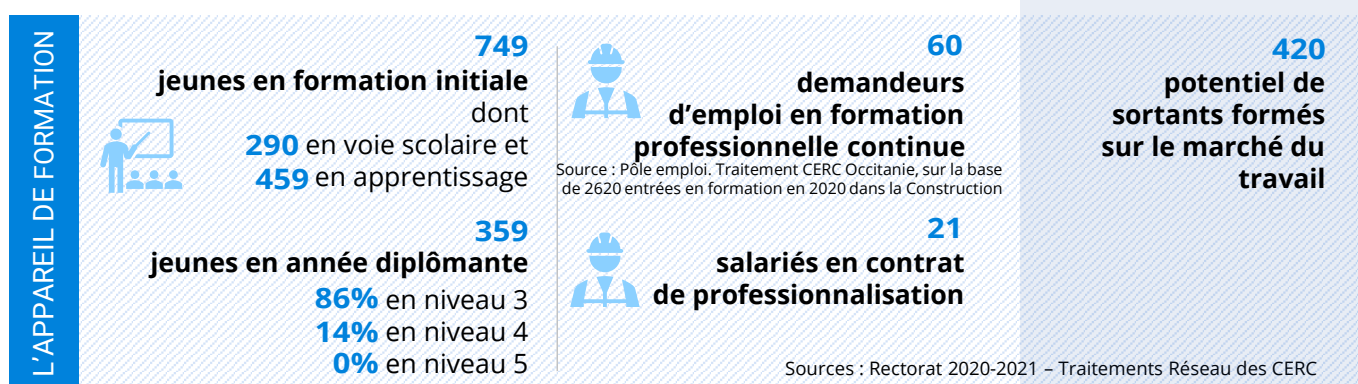 L'APPAREIL DE FORMATION
749
jeunes en formation initiale
dont
290 en voie scolaire et
459 en apprentissage
359
jeunes en année diplômante
86% en niveau 3
14% en niveau 4
0% en niveau 5
60
demandeurs
d'emploi en formation
professionnelle continue
Source : Pôle emploi. Traitement CERC Occitanie, sur la base
de 2620 entrées en formation en 2020 dans la Construction
21
salariés en contrat
de professionnalisation
420
potentiel de
sortants formés
sur le marché du
travail
Sources : Rectorat 2020-2021 – Traitements Réseau des CERC